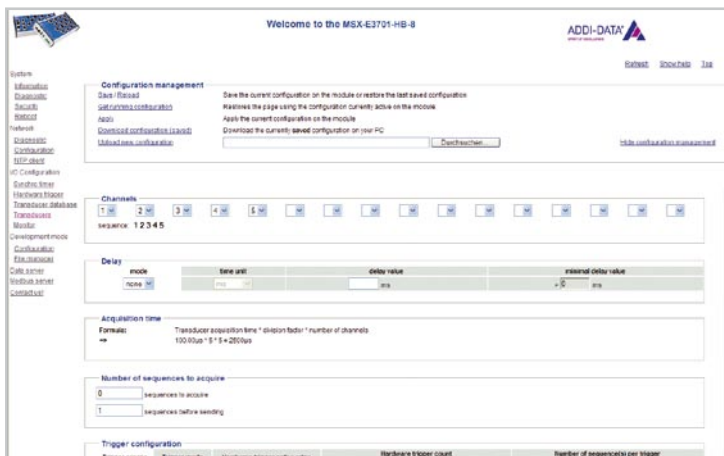 Welcome to the MSX-E3701-HB-8
ADDI-DATA
Refresh Show help Top
System
Information
Diagnostic
Security
Reboot
Network
Diagnostic
Configuration
NTP client
I/O Configuration
Synchro timer
Hardware trigger
Transducer database
Transducers
Monitor
Development mode
Configuration
File manager
Data server
Modbus server
Contact us!
Configuration management
Save / Reload Save the current configuration on the module or restore the last saved configuration
Get running configuration Restores the page using the configuration currently active on the module
Apply Apply the current configuration on the module
Download configuration (saved) Download the currently saved configuration on your PC
Upload new configuration Durchsuchen... Hide configuration management
Channels
1 2 3 4 5
sequence: 1 2 3 4 5
Delay
mode time unit delay value minimal delay value
none ms ms = 0 ms
Acquisition time
Formula: Transducer acquisition time * division factor * number of channels
=> 100.00µs * 5 * 5 = 2500µs
Number of sequences to acquire
0 sequences to acquire
1 sequences before sending
Trigger configuration
Hardware trigger count Number of sequence(s) per trigger